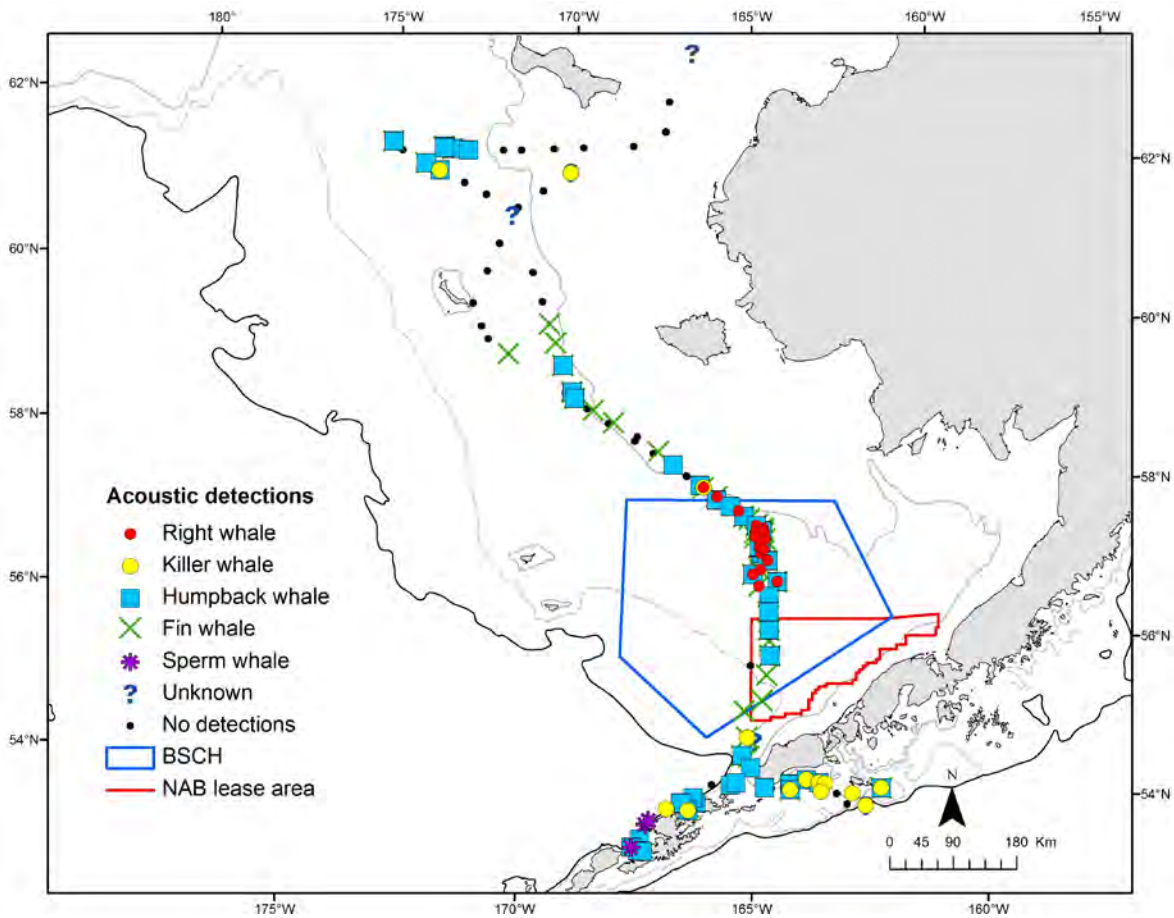 180° 175°W 170°W 165°W 160°W 155°W
?
62°N
62°N
?
60°N
60°N
58°N
58°N
Acoustic detections
Right whale
Killer whale
Humpback whale
Fin whale
Sperm whale
? Unknown
No detections
BSCH
NAB lease area
56°N
56°N
54°N
?
54°N
N
0 45 90 180 Km
175°W 170°W 165°W 160°W